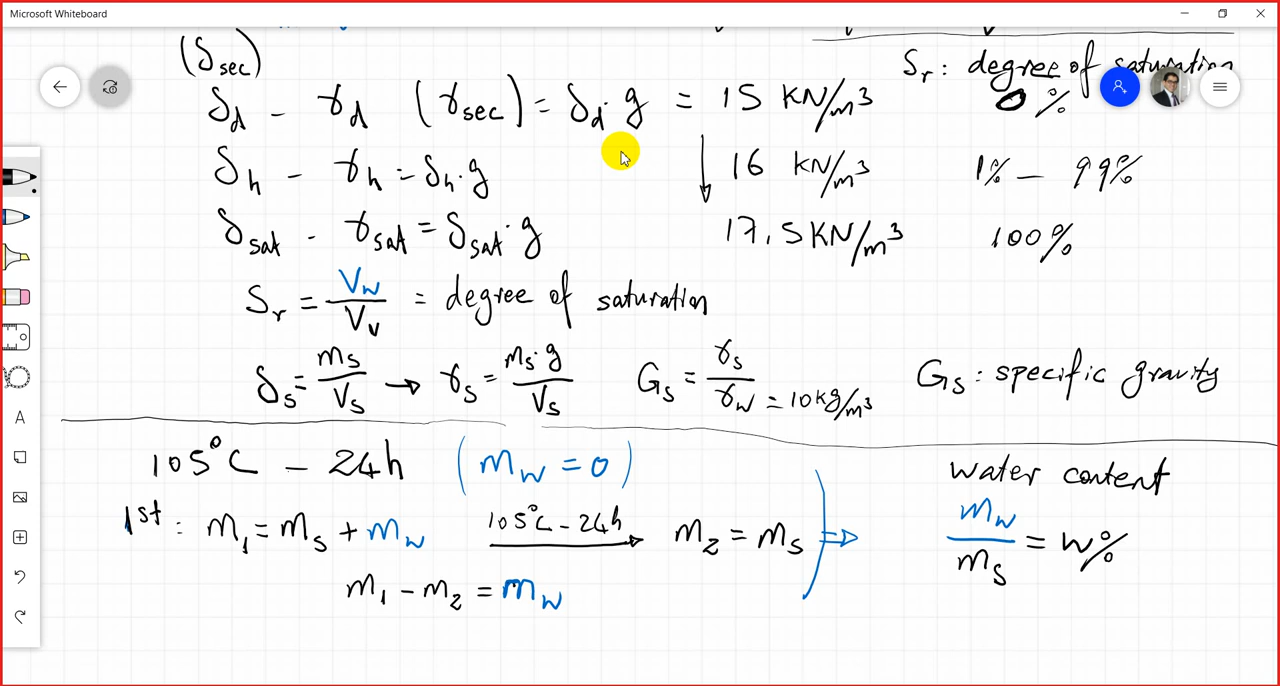 Microsoft Whiteboard
(δsec)
Sr : degree of saturation
δd - γd (γsec) = δd · g = 15 KN/m³ 0 %
δh - γh = δh · g 16 KN/m³ 1% - 99%
δsat - γsat = δsat · g 17.5 KN/m³ 100%
Sr = Vw / Vv = degree of saturation
δs = ms / Vs → γs = ms · g / Vs Gs = γs / γw = 10 kg/m³ Gs : specific gravity
105°C - 24h (mw = 0) water content
1st : m1 = ms + mw 105°C - 24h → m2 = ms ⇒ mw / ms = w%
m1 - m2 = mw
A